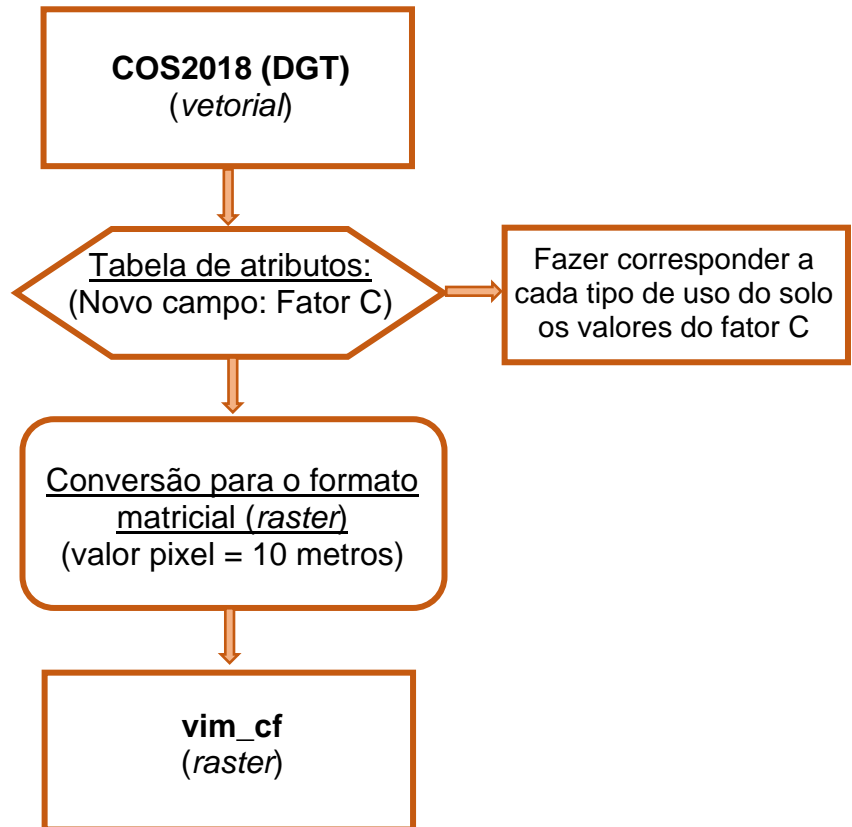 COS2018 (DGT)
(vetorial)
Tabela de atributos:
(Novo campo: Fator C)
Fazer corresponder a
cada tipo de uso do solo
os valores do fator C
Conversão para o formato
matricial (raster)
(valor pixel = 10 metros)
vim_cf
(raster)